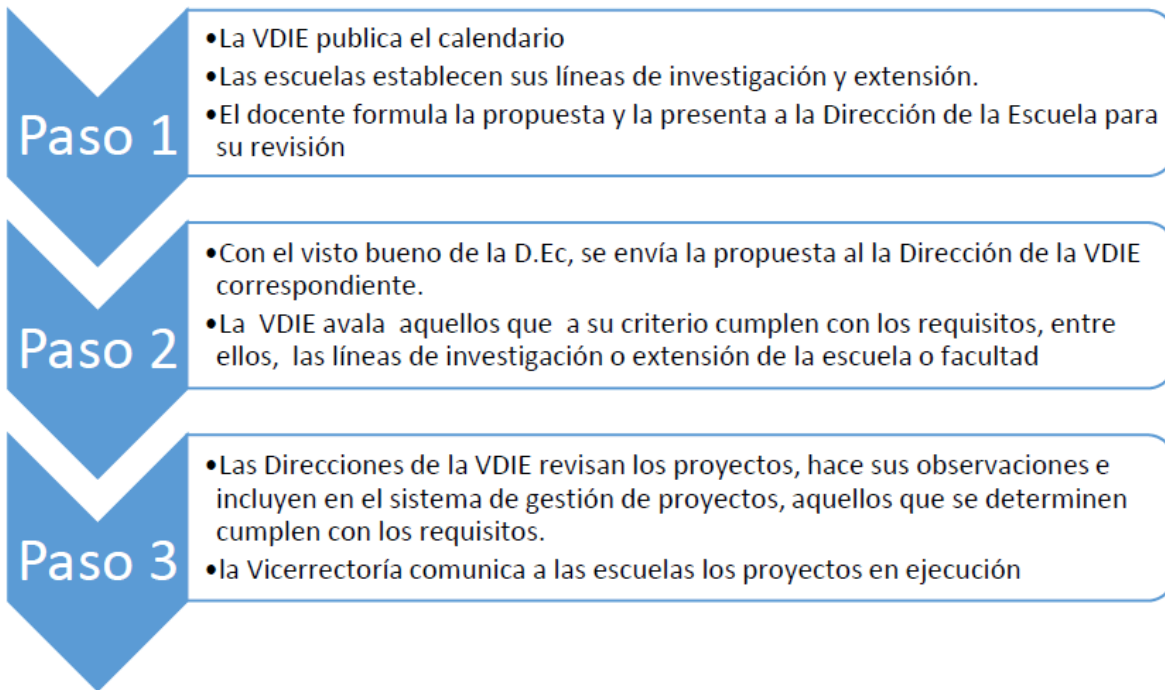 Paso 1
•La VDIE publica el calendario
•Las escuelas establecen sus líneas de investigación y extensión.
•El docente formula la propuesta y la presenta a la Dirección de la Escuela para
su revisión
Paso 2
•Con el visto bueno de la D.Ec, se envía la propuesta al la Dirección de la VDIE
correspondiente.
•La VDIE avala aquellos que a su criterio cumplen con los requisitos, entre
ellos, las líneas de investigación o extensión de la escuela o facultad
Paso 3
•Las Direcciones de la VDIE revisan los proyectos, hace sus observaciones e
incluyen en el sistema de gestión de proyectos, aquellos que se determinen
cumplen con los requisitos.
•la Vicerrectoría comunica a las escuelas los proyectos en ejecución